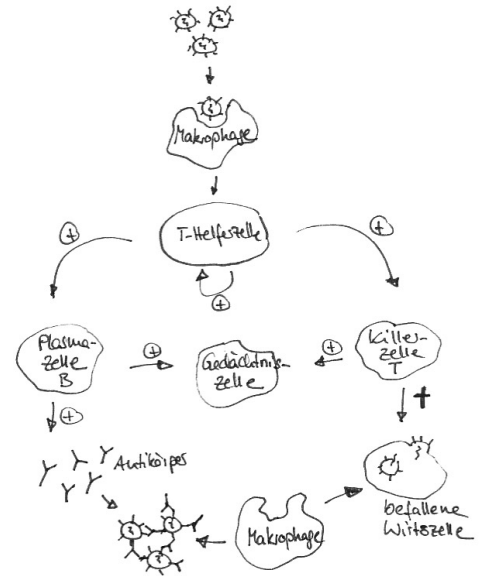 Makrophage
T-Helferzelle
+
+
+
Plasma-
zelle
B
+
Gedächtnis-
zelle
+
Killer-
zelle
T
+
Antikörper
Makrophage
befallene
Wirtszelle